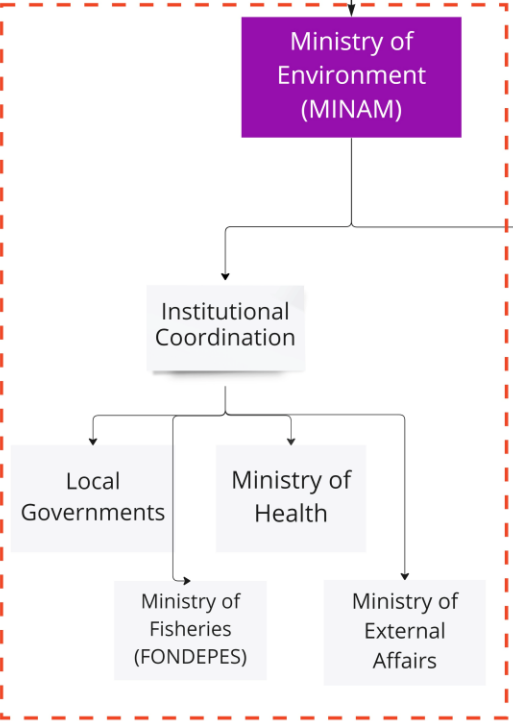 Ministry of
Environment
(MINAM)
Institutional
Coordination
Local
Governments
Ministry of
Health
Ministry of
Fisheries
(FONDEPES)
Ministry of
External
Affairs